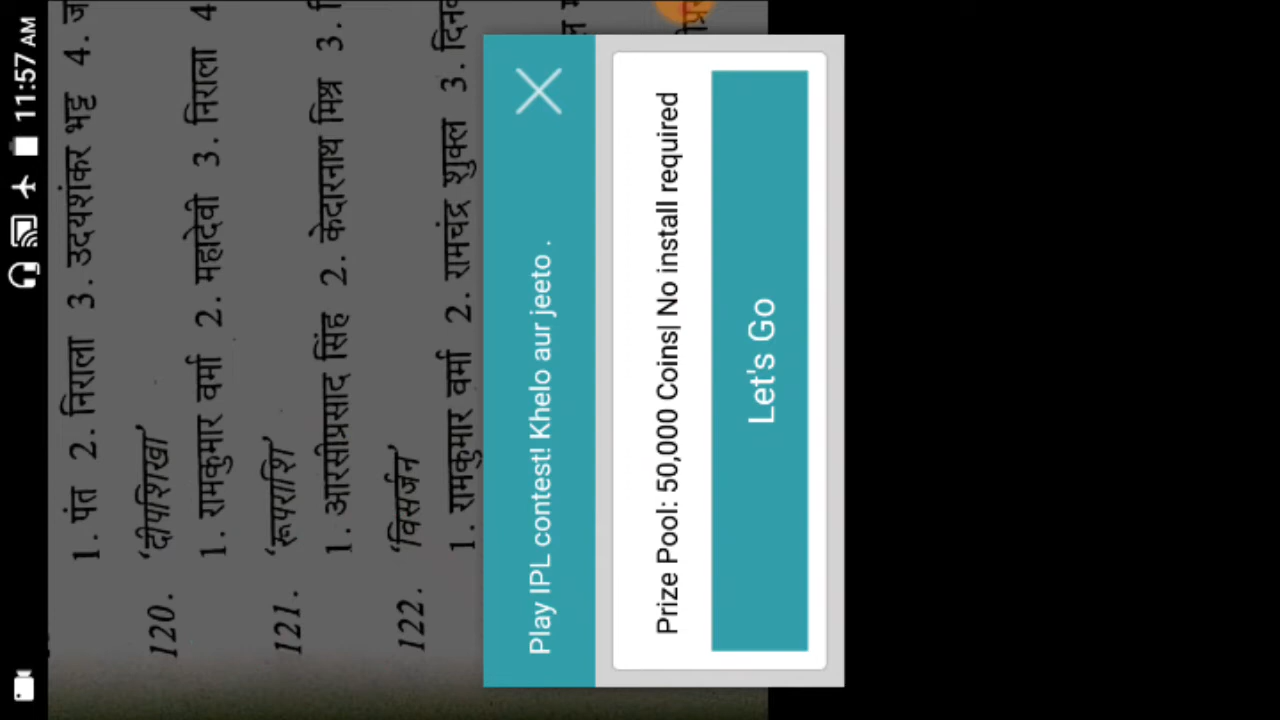 11:57 AM
1. पंत 2. निराला 3. उदयशंकर भट्ट 4.
120. 'दीपशिखा'
1. रामकुमार वर्मा 2. महादेवी 3. निराला 4
121. 'रूपराशि'
1. आरसीप्रसाद सिंह 2. केदारनाथ मिश्र 3.
122. 'विसर्जन'
1. रामकुमार वर्मा 2. रामचंद्र शुक्ल 3.
Play IPL contest! Khelo aur jeeto .
Prize Pool: 50,000 Coins| No install required
Let's Go